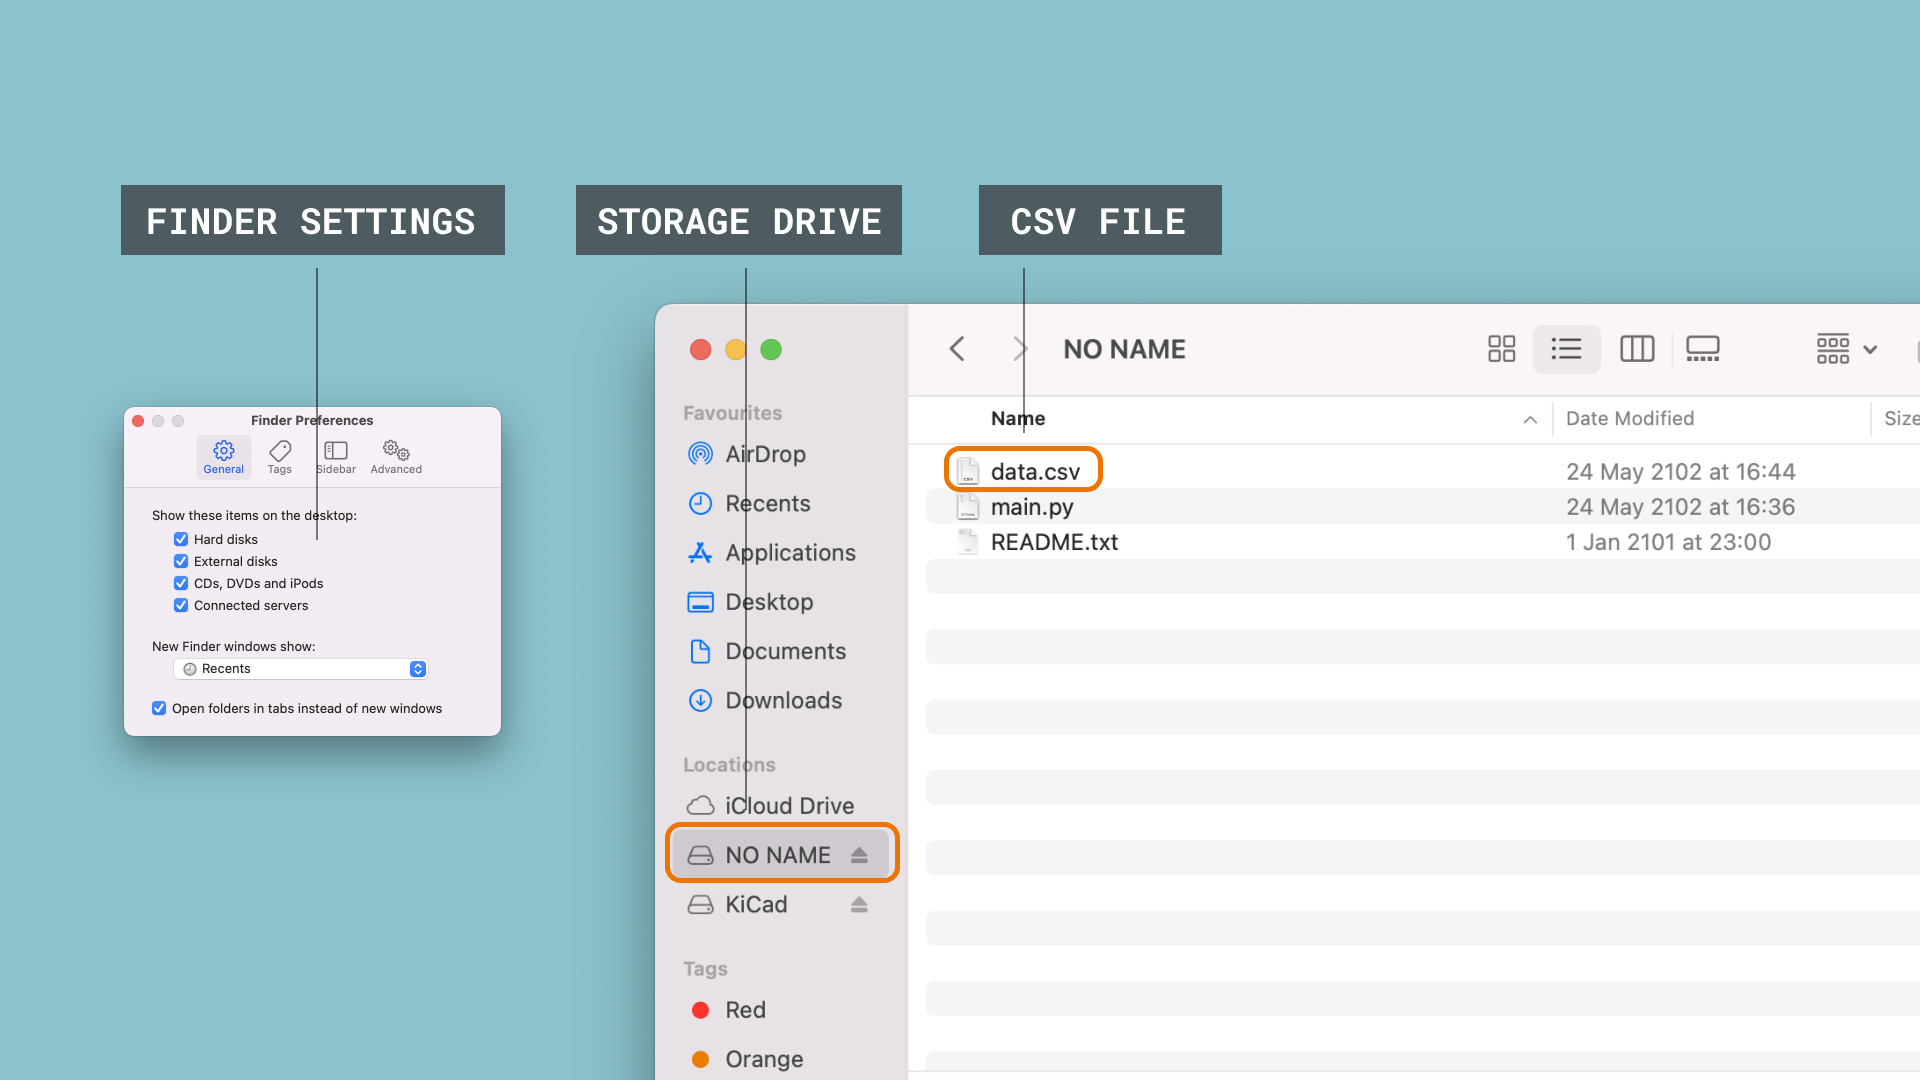 FINDER SETTINGS
STORAGE DRIVE
CSV FILE
Finder Preferences
General
Tags
Sidebar
Advanced
Show these items on the desktop:
Hard disks
External disks
CDs, DVDs and iPods
Connected servers
New Finder windows show:
Recents
Open folders in tabs instead of new windows
Favourites
AirDrop
Recents
Applications
Desktop
Documents
Downloads
Locations
iCloud Drive
NO NAME
KiCad
Tags
Red
Orange
NO NAME
Name Date Modified Size
data.csv 24 May 2102 at 16:44
main.py 24 May 2102 at 16:36
README.txt 1 Jan 2101 at 23:00